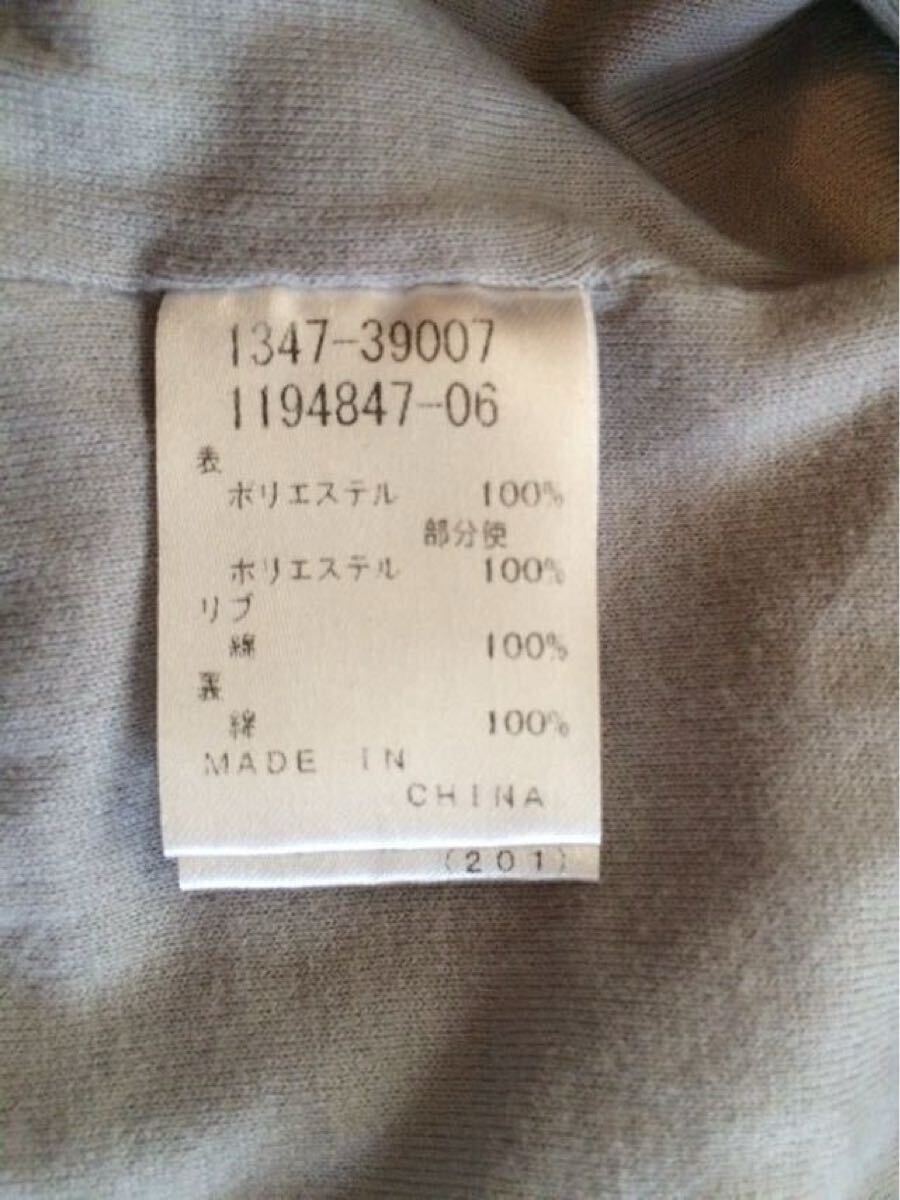 1347-39007
1194847-06
表
ポリエステル 100%
部分使
ポリエステル 100%
リブ
綿 100%
裏
綿 100%
MADE IN
CHINA
(201)